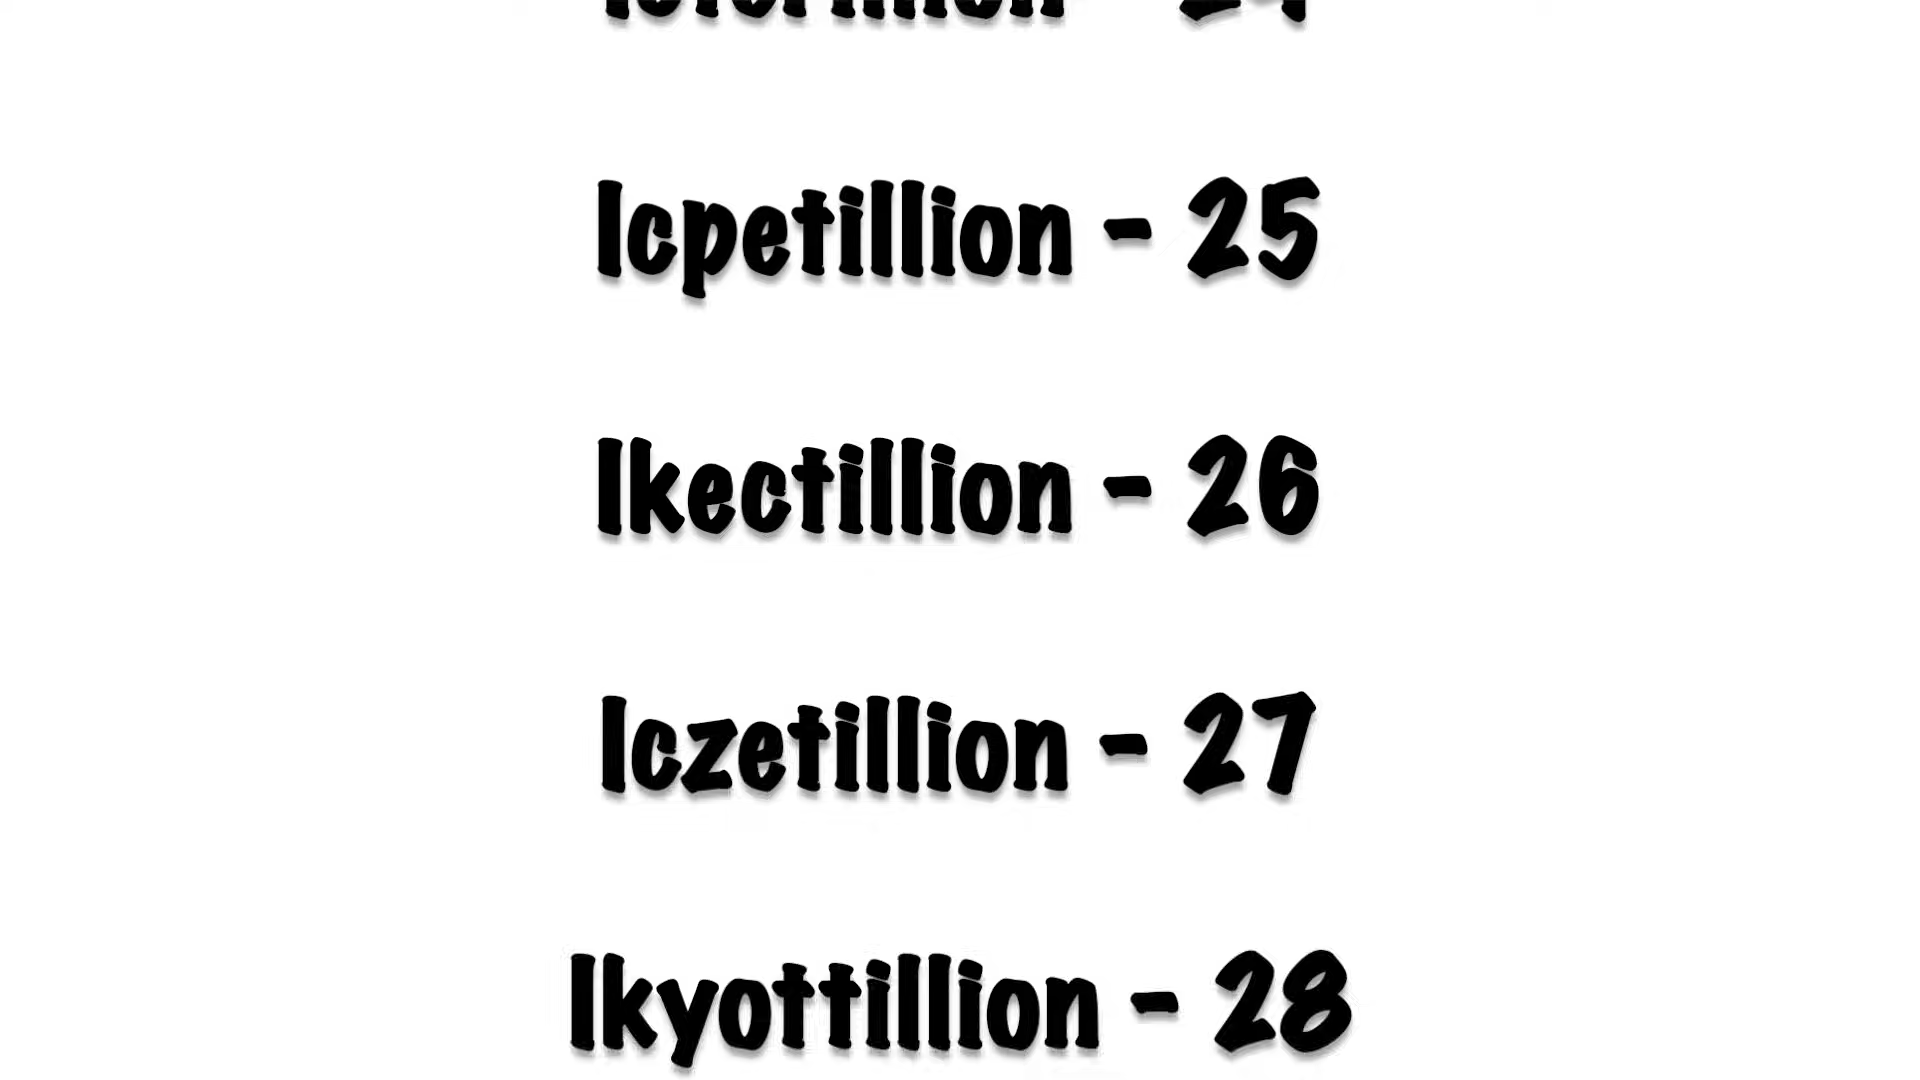 Icpetillion - 25
Ikectillion - 26
Iczetillion - 27
Ikyottillion - 28